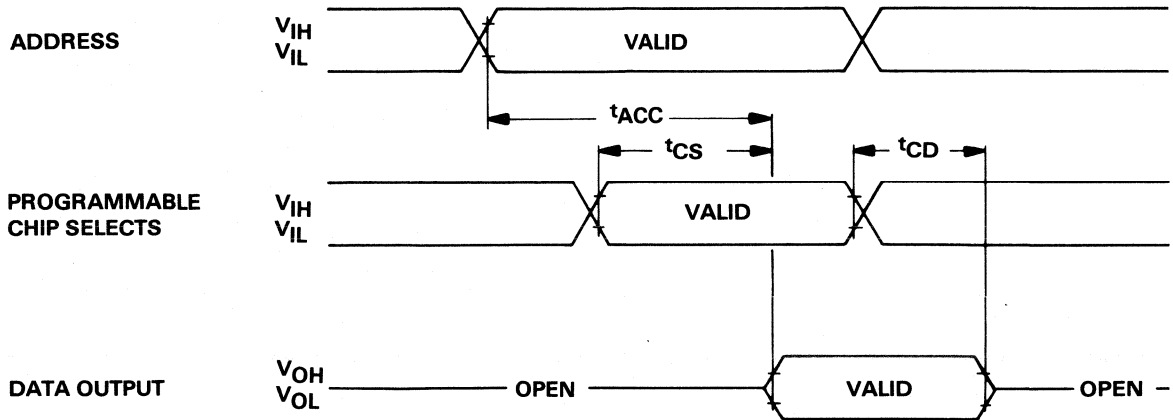 ADDRESS
VIH
VIL
VALID
tACC
tCS
tCD
PROGRAMMABLE
CHIP SELECTS
VIH
VIL
VALID
DATA OUTPUT
VOH
VOL
OPEN
VALID
OPEN